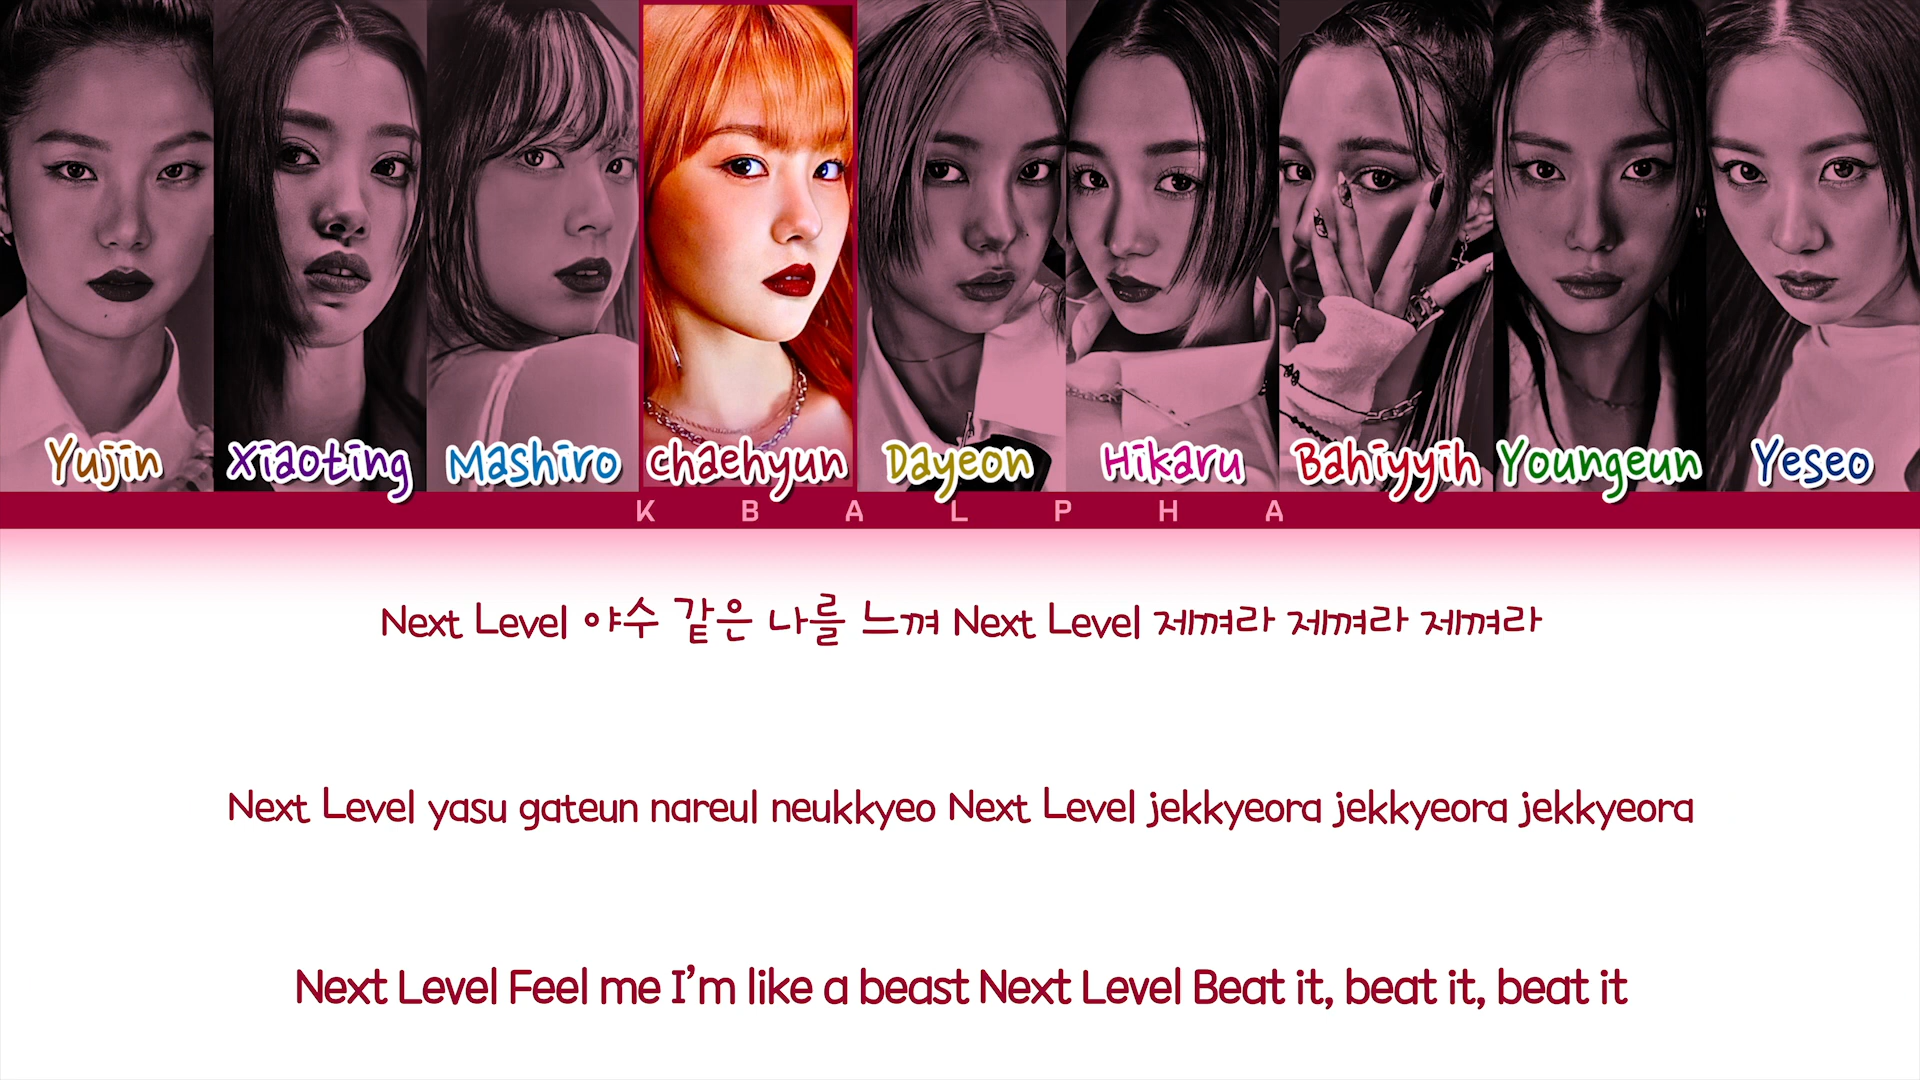 Yujin Xiaoting Mashiro chaehyun Dayeon Hikaru Bahiyyih Youngeun Yeseo
K B A L P H A
Next Level 야수 같은 나를 느껴 Next Level 제껴라 제껴라 제껴라
Next Level yasu gateun nareul neukkyeo Next Level jekkyeora jekkyeora jekkyeora
Next Level Feel me I'm like a beast Next Level Beat it, beat it, beat it